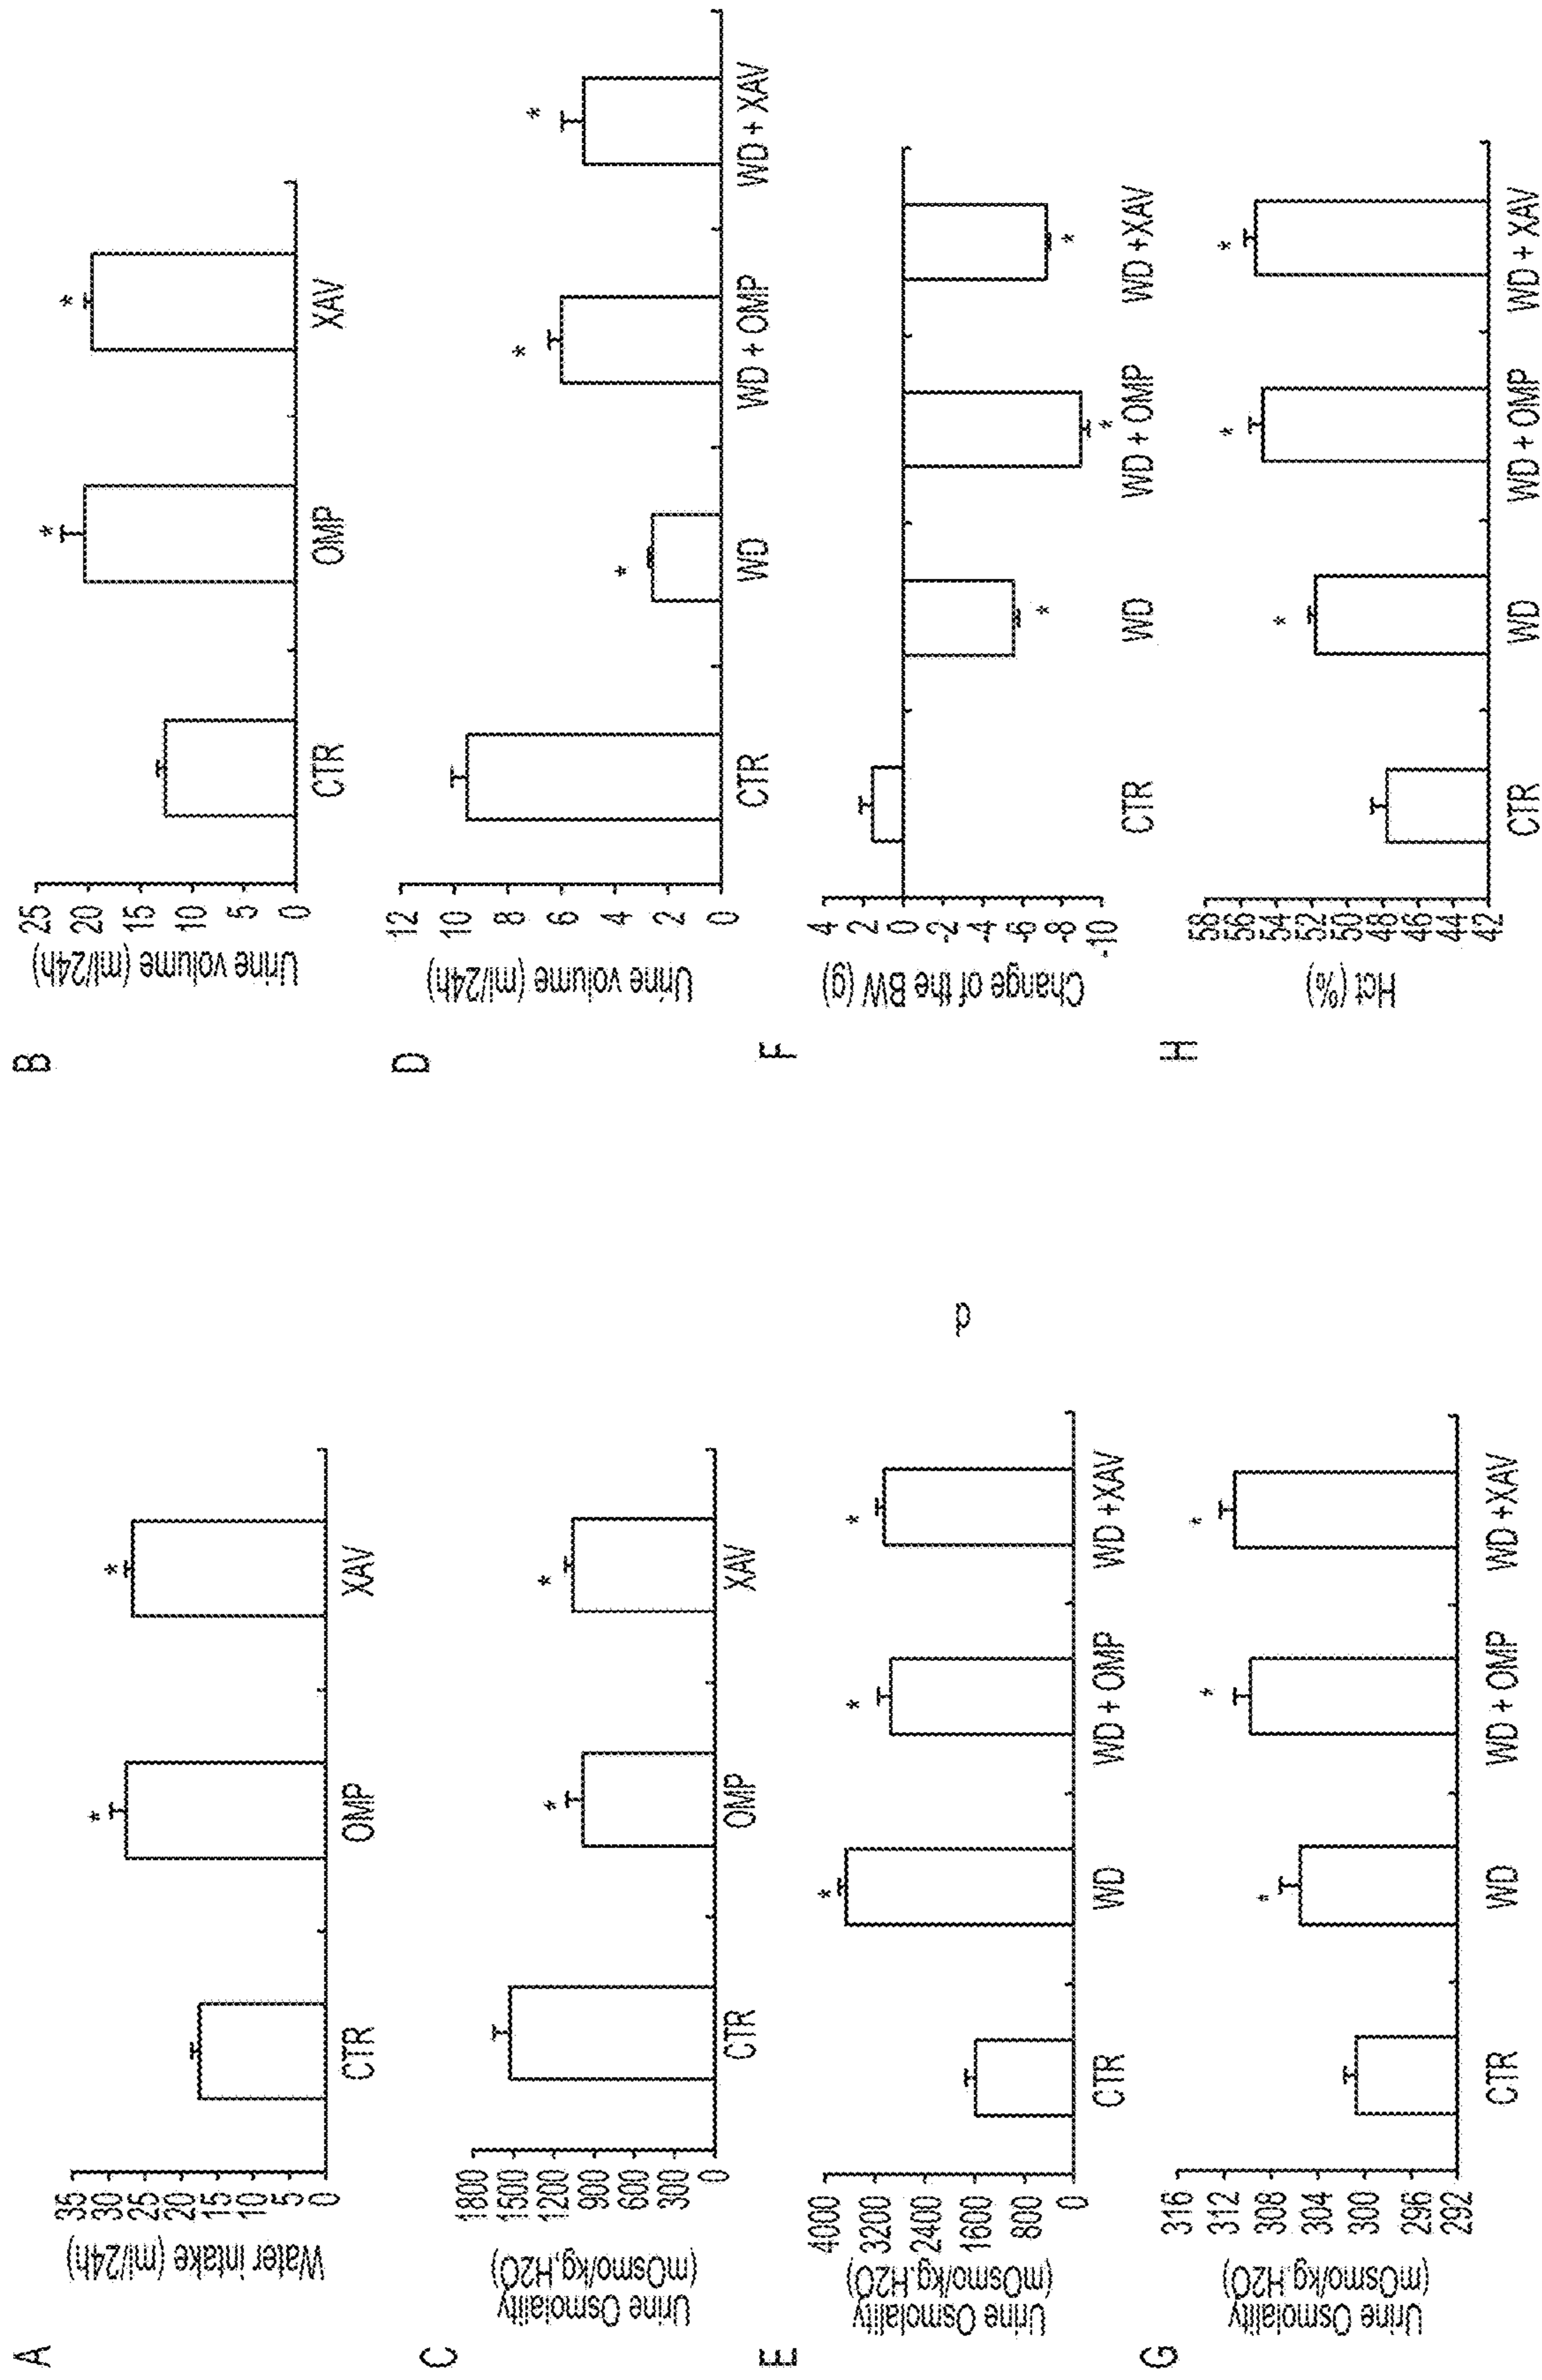 A
Water intake (ml/24h)
35
30
25
20
15
10
5
0
*
*
CTR
OMP
XAV
B
Urine volume (ml/24h)
25
20
15
10
5
0
*
*
CTR
OMP
XAV
C
Urine Osmolality
(mOsmo/kg.H2O)
1800
1500
1200
900
600
300
0
*
*
CTR
OMP
XAV
D
Urine volume (ml/24h)
12
10
8
6
4
2
0
*
*
*
CTR
WD
WD + OMP
WD + XAV
E
Urine Osmolality
(mOsmo/kg.H2O)
4000
3200
2400
1600
800
0
*
*
*
CTR
WD
WD + OMP
WD +XAV
d
F
Change of the BW (g)
4
2
0
-2
-4
-6
-8
-10
*
*
*
CTR
WD
WD + OMP
WD +XAV
G
Urine Osmolality
(mOsmo/kg.H2O)
316
312
308
304
300
296
292
*
*
*
CTR
WD
WD + OMP
WD +XAV
H
Hct (%)
58
56
54
52
50
48
46
44
42
*
*
*
CTR
WD
WD + OMP
WD + XAV